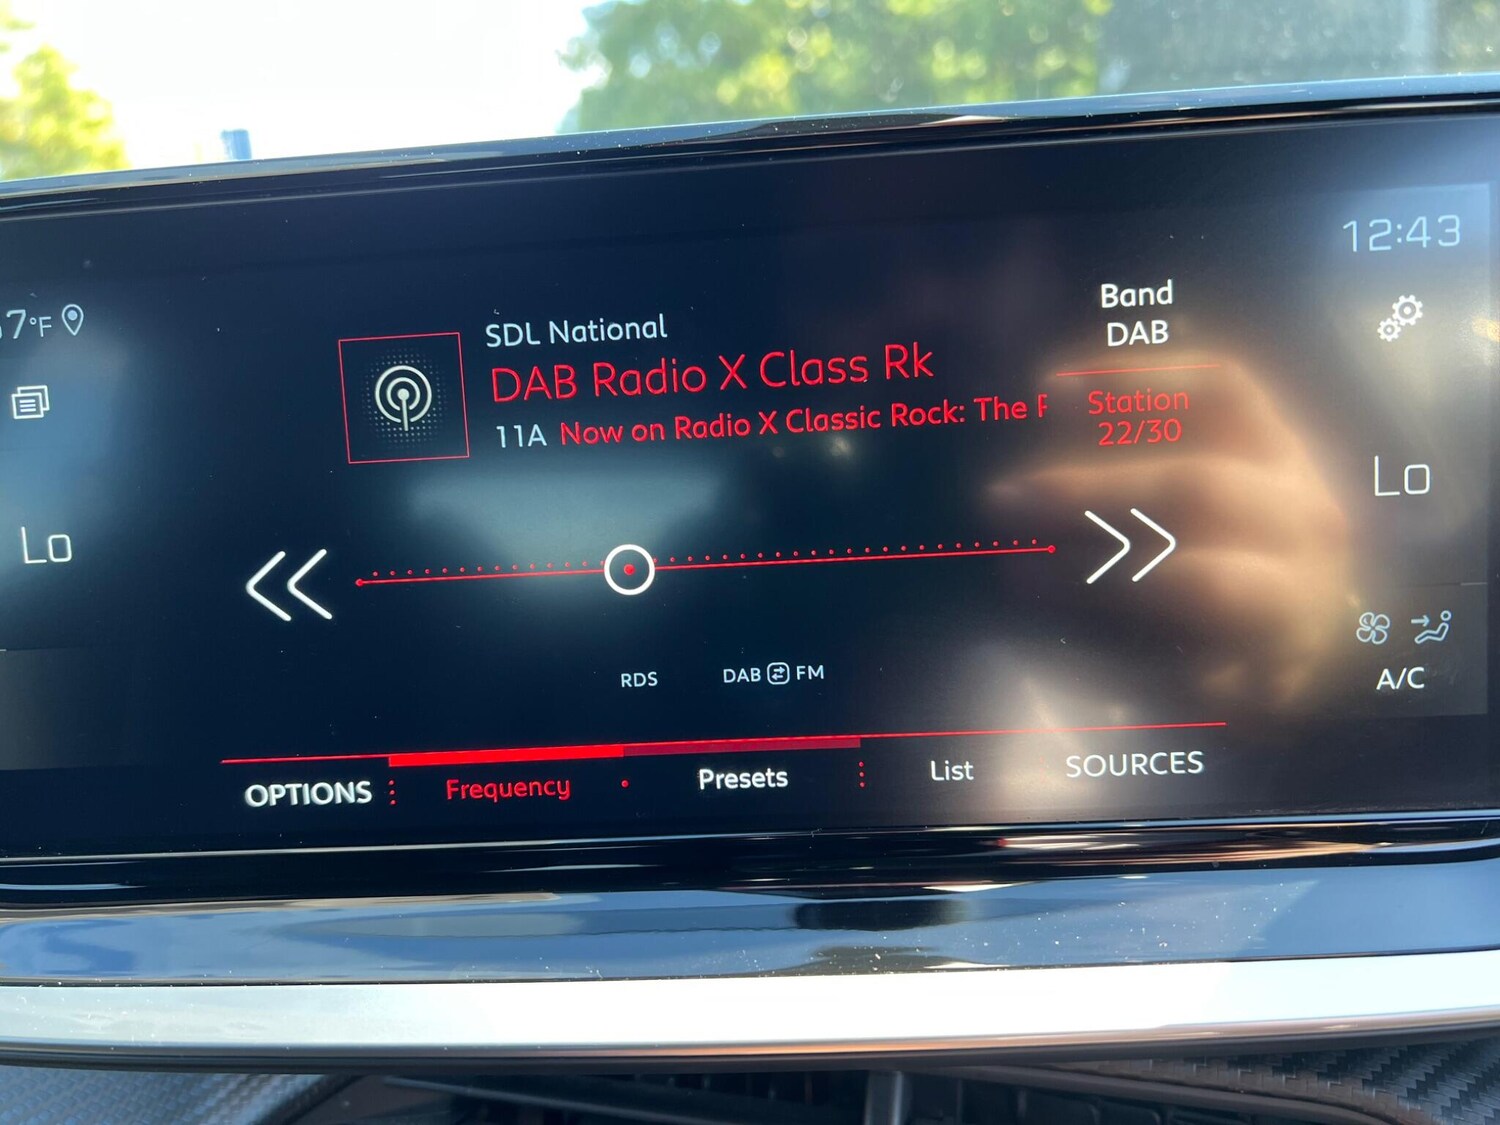 12:43
7°F
SDL National
DAB Radio X Class Rk
11A Now on Radio X Classic Rock: The
Band
DAB
Station
22/30
Lo
Lo
A/C
RDS
DAB FM
OPTIONS
Frequency
Presets
List
SOURCES